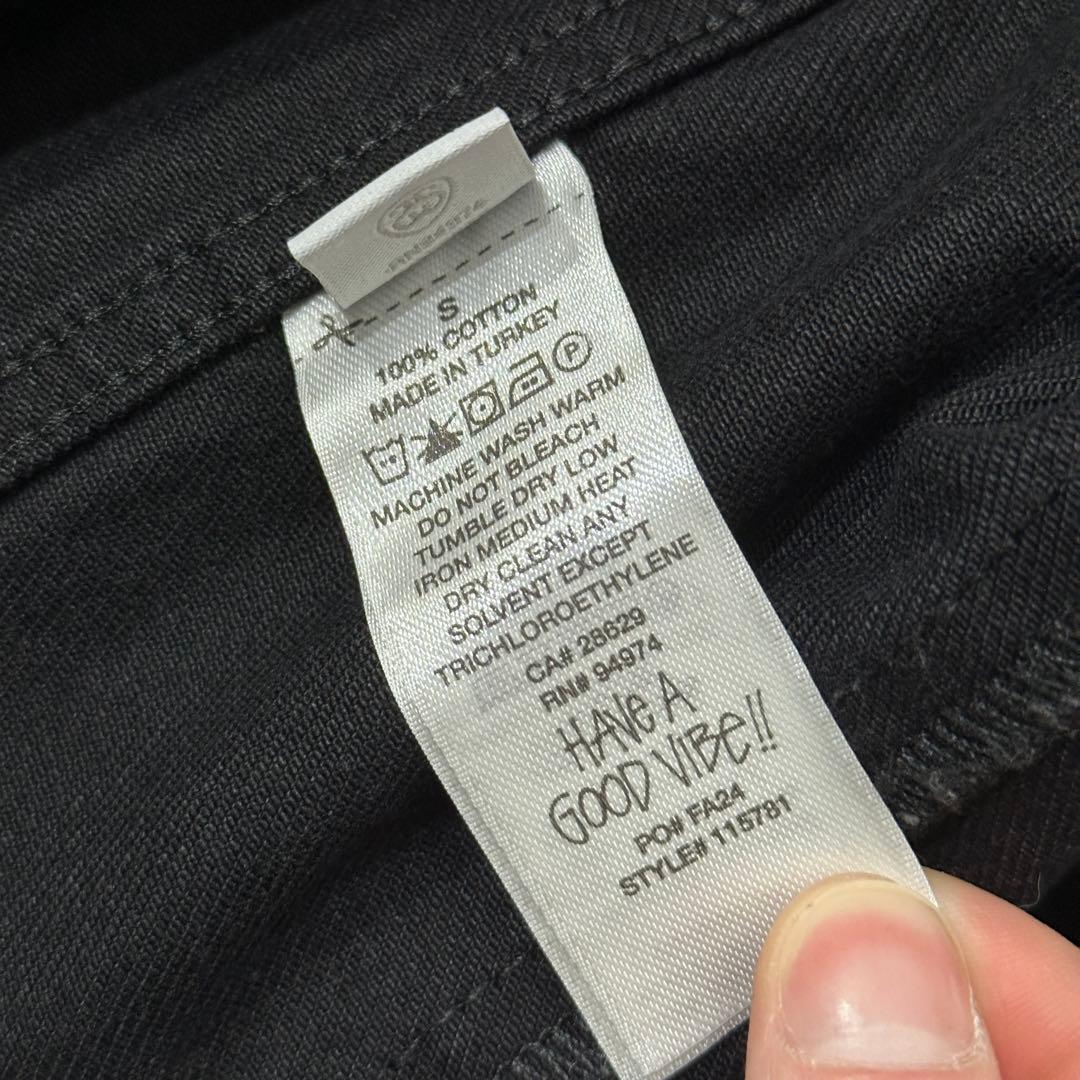 RN94974
S
100% COTTON
MADE IN TURKEY
P
MACHINE WASH WARM
DO NOT BLEACH
TUMBLE DRY LOW
IRON MEDIUM HEAT
DRY CLEAN ANY
SOLVENT EXCEPT
TRICHLOROETHYLENE
CA# 28629
RN# 94974
HAVE A
GOOD VIBE!!
PO# FA24
STYLE# 115781